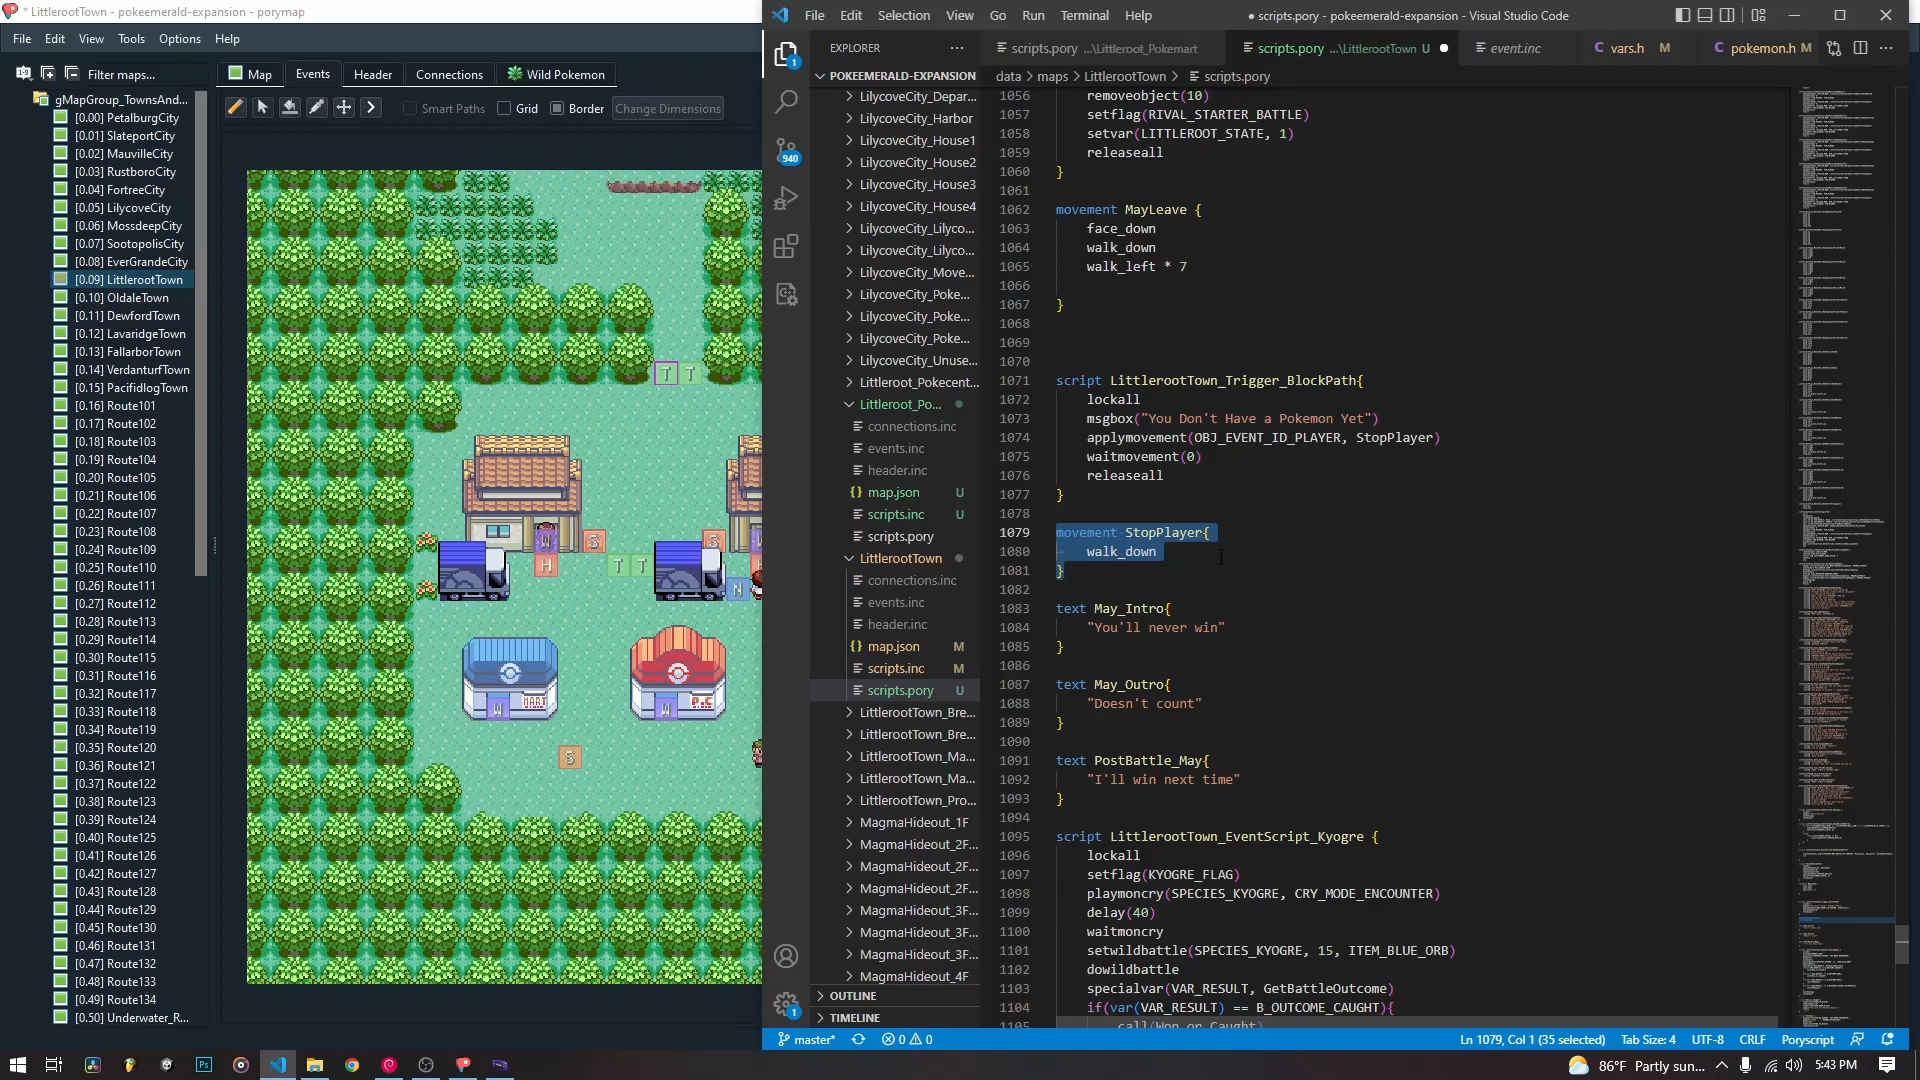 * LittlerootTown - pokeemerald-expansion - porymap
File Edit View Tools Options Help
Filter maps...
Map Events Header Connections Wild Pokemon
Smart Paths Grid Border Change Dimensions
gMapGroup_TownsAnd...
[0.00] PetalburgCity
[0.01] SlateportCity
[0.02] MauvilleCity
[0.03] RustboroCity
[0.04] FortreeCity
[0.05] LilycoveCity
[0.06] MossdeepCity
[0.07] SootopolisCity
[0.08] EverGrandeCity
[0.09] LittlerootTown
[0.10] OldaleTown
[0.11] DewfordTown
[0.12] LavaridgeTown
[0.13] FallarborTown
[0.14] VerdanturfTown
[0.15] PacifidlogTown
[0.16] Route101
[0.17] Route102
[0.18] Route103
[0.19] Route104
[0.20] Route105
[0.21] Route106
[0.22] Route107
[0.23] Route108
[0.24] Route109
[0.25] Route110
[0.26] Route111
[0.27] Route112
[0.28] Route113
[0.29] Route114
[0.30] Route115
[0.31] Route116
[0.32] Route117
[0.33] Route118
[0.34] Route119
[0.35] Route120
[0.36] Route121
[0.37] Route122
[0.38] Route123
[0.39] Route124
[0.40] Route125
[0.41] Route126
[0.42] Route127
[0.43] Route128
[0.44] Route129
[0.45] Route130
[0.46] Route131
[0.47] Route132
[0.48] Route133
[0.49] Route134
[0.50] Underwater_R...
T T
W S S
H T T N
MART P.C
W W
S
File Edit Selection View Go Run Terminal Help
● scripts.pory - pokeemerald-expansion - Visual Studio Code
EXPLORER
scripts.pory ...\Littleroot_Pokemart
scripts.pory ...\LittlerootTown U
event.inc
vars.h M
pokemon.h M
POKEEMERALD-EXPANSION
data > maps > LittlerootTown > scripts.pory
1
940
1
LilycoveCity_Depar...
LilycoveCity_Harbor
LilycoveCity_House1
LilycoveCity_House2
LilycoveCity_House3
LilycoveCity_House4
LilycoveCity_Lilyco...
LilycoveCity_Lilyco...
LilycoveCity_Move...
LilycoveCity_Poke...
LilycoveCity_Poke...
LilycoveCity_Poke...
LilycoveCity_Unuse...
Littleroot_Pokecent...
Littleroot_Po...
connections.inc
events.inc
header.inc
map.json U
scripts.inc U
scripts.pory
LittlerootTown
connections.inc
events.inc
header.inc
map.json M
scripts.inc M
scripts.pory U
LittlerootTown_Bre...
LittlerootTown_Bre...
LittlerootTown_Ma...
LittlerootTown_Ma...
LittlerootTown_Pro...
MagmaHideout_1F
MagmaHideout_2F...
MagmaHideout_2F...
MagmaHideout_2F...
MagmaHideout_3F...
MagmaHideout_3F...
MagmaHideout_3F...
MagmaHideout_4F
OUTLINE
TIMELINE
1056 removeobject(10)
1057 setflag(RIVAL_STARTER_BATTLE)
1058 setvar(LITTLEROOT_STATE, 1)
1059 releaseall
1060 }
1061
1062 movement MayLeave {
1063 face_down
1064 walk_down
1065 walk_left * 7
1066
1067 }
1068
1069
1070
1071 script LittlerootTown_Trigger_BlockPath{
1072 lockall
1073 msgbox("You Don't Have a Pokemon Yet")
1074 applymovement(OBJ_EVENT_ID_PLAYER, StopPlayer)
1075 waitmovement(0)
1076 releaseall
1077 }
1078
1079 movement StopPlayer{
1080 walk_down
1081 }
1082
1083 text May_Intro{
1084 "You'll never win"
1085 }
1086
1087 text May_Outro{
1088 "Doesn't count"
1089 }
1090
1091 text PostBattle_May{
1092 "I'll win next time"
1093 }
1094
1095 script LittlerootTown_EventScript_Kyogre {
1096 lockall
1097 setflag(KYOGRE_FLAG)
1098 playmoncry(SPECIES_KYOGRE, CRY_MODE_ENCOUNTER)
1099 delay(40)
1100 waitmoncry
1101 setwildbattle(SPECIES_KYOGRE, 15, ITEM_BLUE_ORB)
1102 dowildbattle
1103 specialvar(VAR_RESULT, GetBattleOutcome)
1104 if(var(VAR_RESULT) == B_OUTCOME_CAUGHT){
1105 call(Won_or_Caught)
master* 0 0
Ln 1079, Col 1 (35 selected) Tab Size: 4 UTF-8 CRLF Poryscript
Ps
86°F Partly sun... 5:43 PM